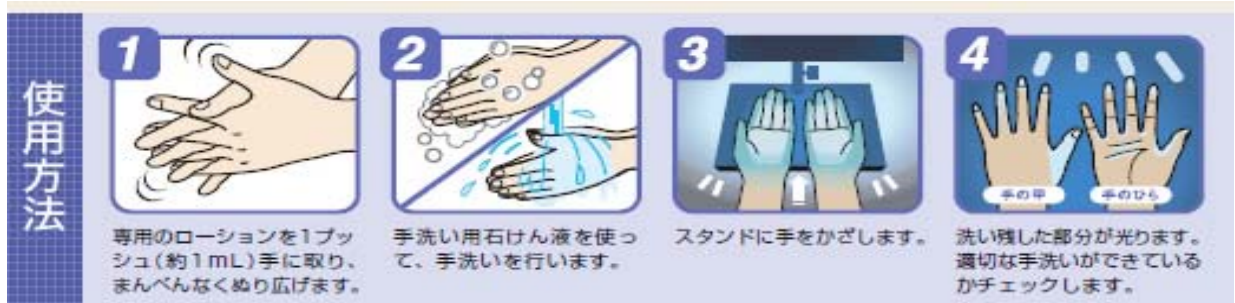 使用方法
1
専用のローションを1プッ
シュ(約1mL)手に取り、
まんべんなくぬり広げます。
2
手洗い用石けん液を使っ
て、手洗いを行います。
3
スタンドに手をかざします。
4
手の甲
手のひら
洗い残した部分が光ります。
適切な手洗いができている
かチェックします。